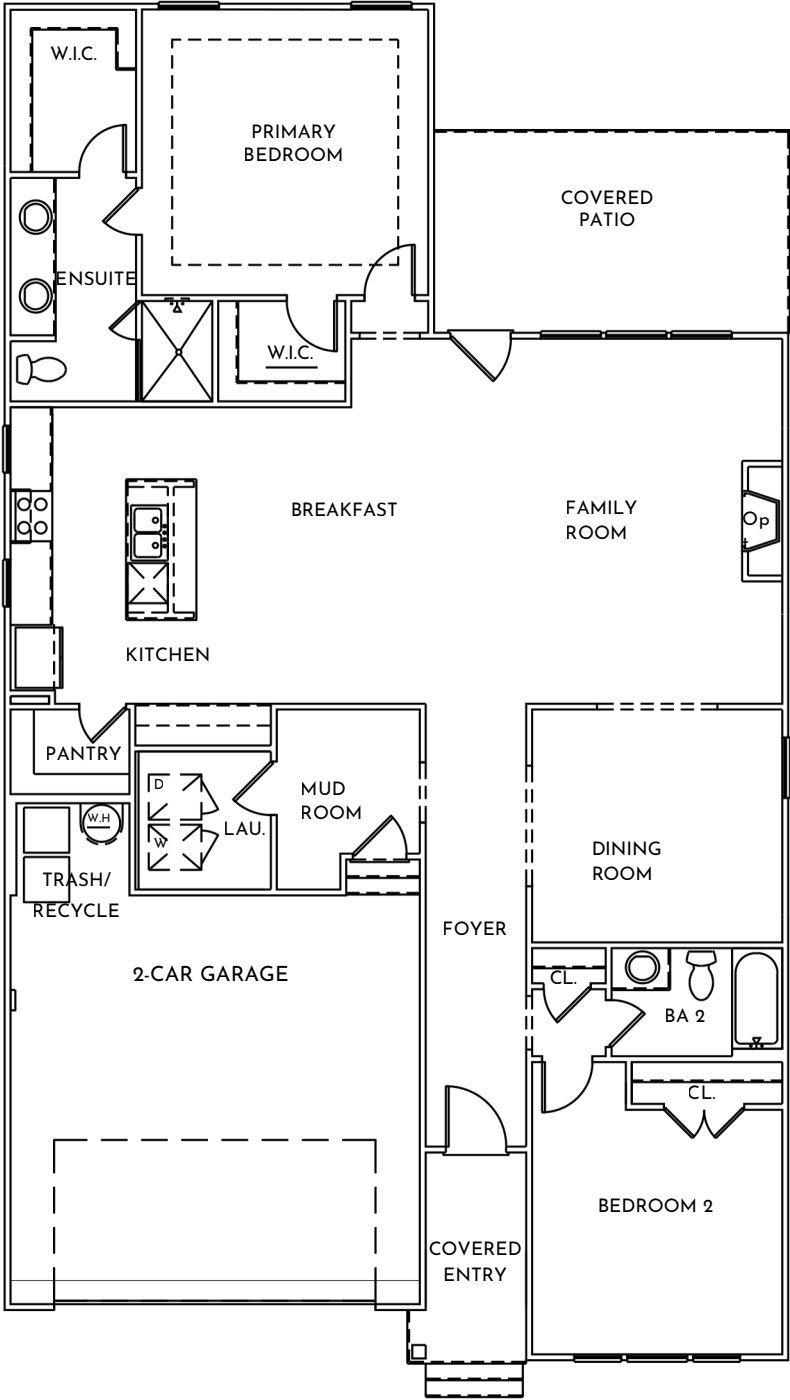 W.I.C.
PRIMARY
BEDROOM
COVERED
PATIO
ENSUITE
W.I.C.
BREAKFAST
FAMILY
ROOM
Op
KITCHEN
PANTRY
D
W.H
MUD
ROOM
LAU.
W
DINING
ROOM
TRASH/
RECYCLE
FOYER
2-CAR GARAGE
CL.
BA 2
CL.
BEDROOM 2
COVERED
ENTRY